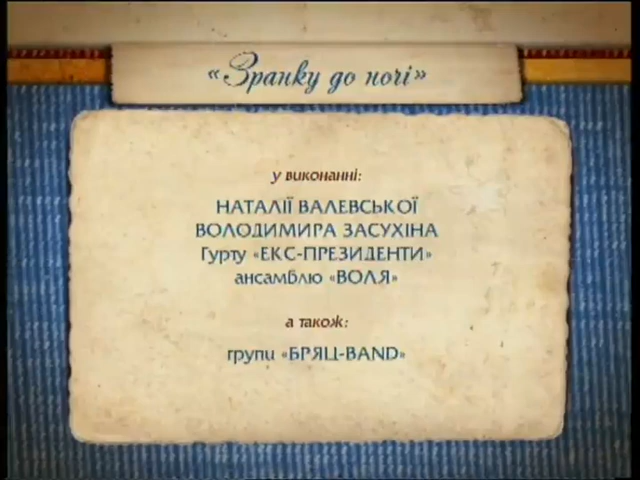 «Зранку до ночі»
у виконанні:
НАТАЛІЇ ВАЛЕВСЬКОЇ
ВОЛОДИМИРА ЗАСУХІНА
Гурту «ЕКС-ПРЕЗИДЕНТИ»
ансамблю «ВОЛЯ»
а також:
групи «БРЯЦ-BAND»